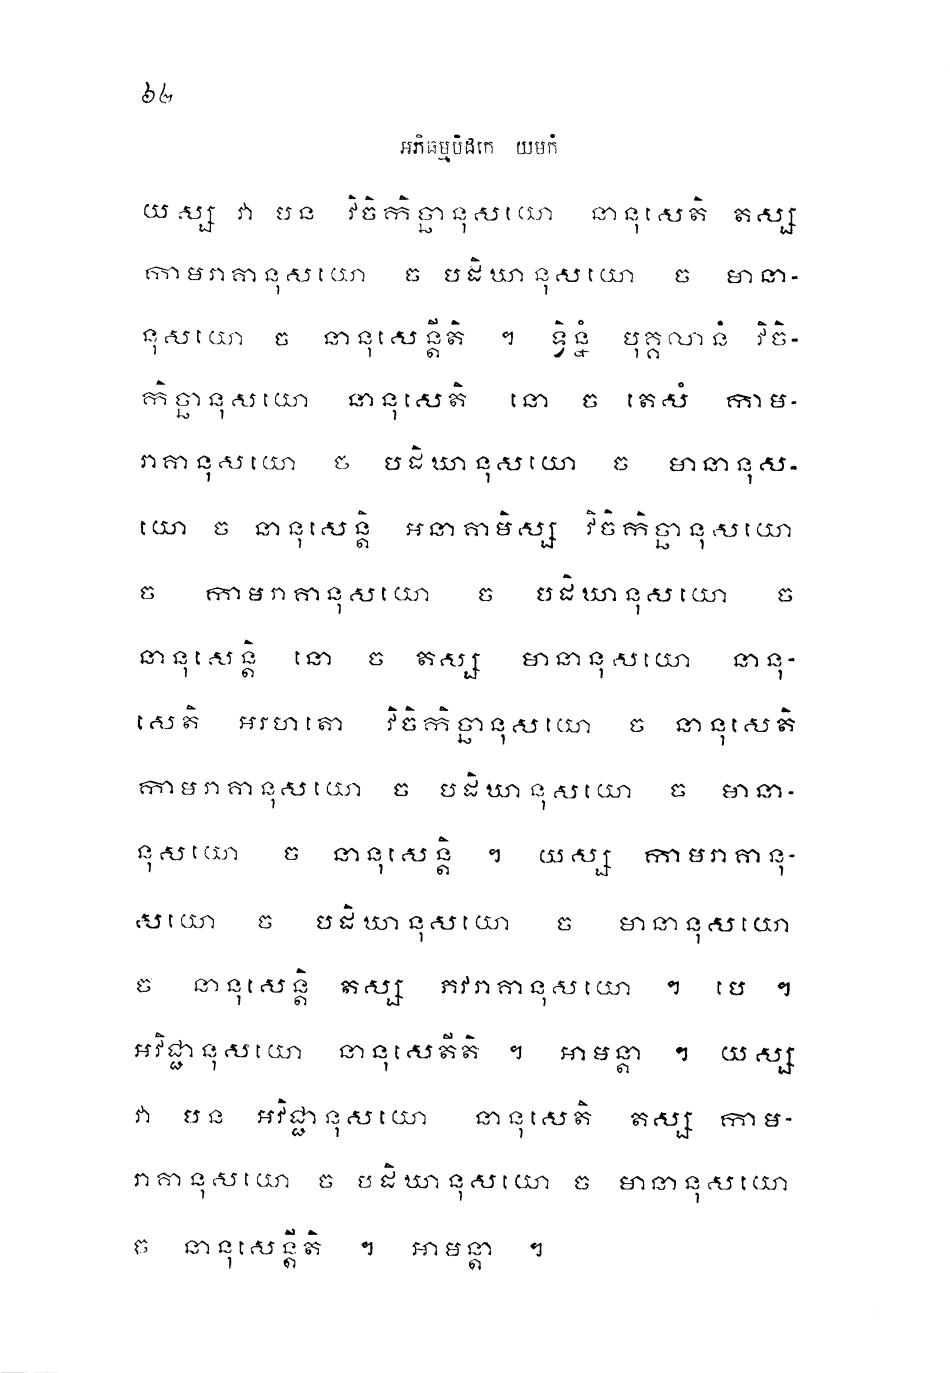 ៦៤
អភិធម្មបិដកេ យមកំ
យស្ស វា បន វិចិកិច្ឆានុសយោ នានុសេតិ តស្ស
កាមរាគានុសយោ ច បដិឃានុសយោ ច មានា-
នុសយោ ច នានុសេន្តីតិ ។ ទ្វិន្នំ បុគ្គលានំ វិចិ-
កិច្ឆានុសយោ នានុសេតិ នោ ច តេសំ កាម-
រាគានុសយោ ច បដិឃានុសយោ ច មានានុស-
យោ ច នានុសេន្តិ អនាគាមិស្ស វិចិកិច្ឆានុសយោ
ច កាមរាគានុសយោ ច បដិឃានុសយោ ច
នានុសេន្តិ នោ ច តស្ស មានានុសយោ នានុ-
សេតិ អរហតោ វិចិកិច្ឆានុសយោ ច នានុសេតិ
កាមរាគានុសយោ ច បដិឃានុសយោ ច មានា-
នុសយោ ច នានុសេន្តិ ។ យស្ស កាមរាគានុ-
សយោ ច បដិឃានុសយោ ច មានានុសយោ
ច នានុសេន្តិ តស្ស ភវរាគានុសយោ ។ បេ ។
អវិជ្ជានុសយោ នានុសេតីតិ ។ អាមន្តា ។ យស្ស
វា បន អវិជ្ជានុសយោ នានុសេតិ តស្ស កាម-
រាគានុសយោ ច បដិឃានុសយោ ច មានានុសយោ
ច នានុសេន្តីតិ ។ អាមន្តា ។